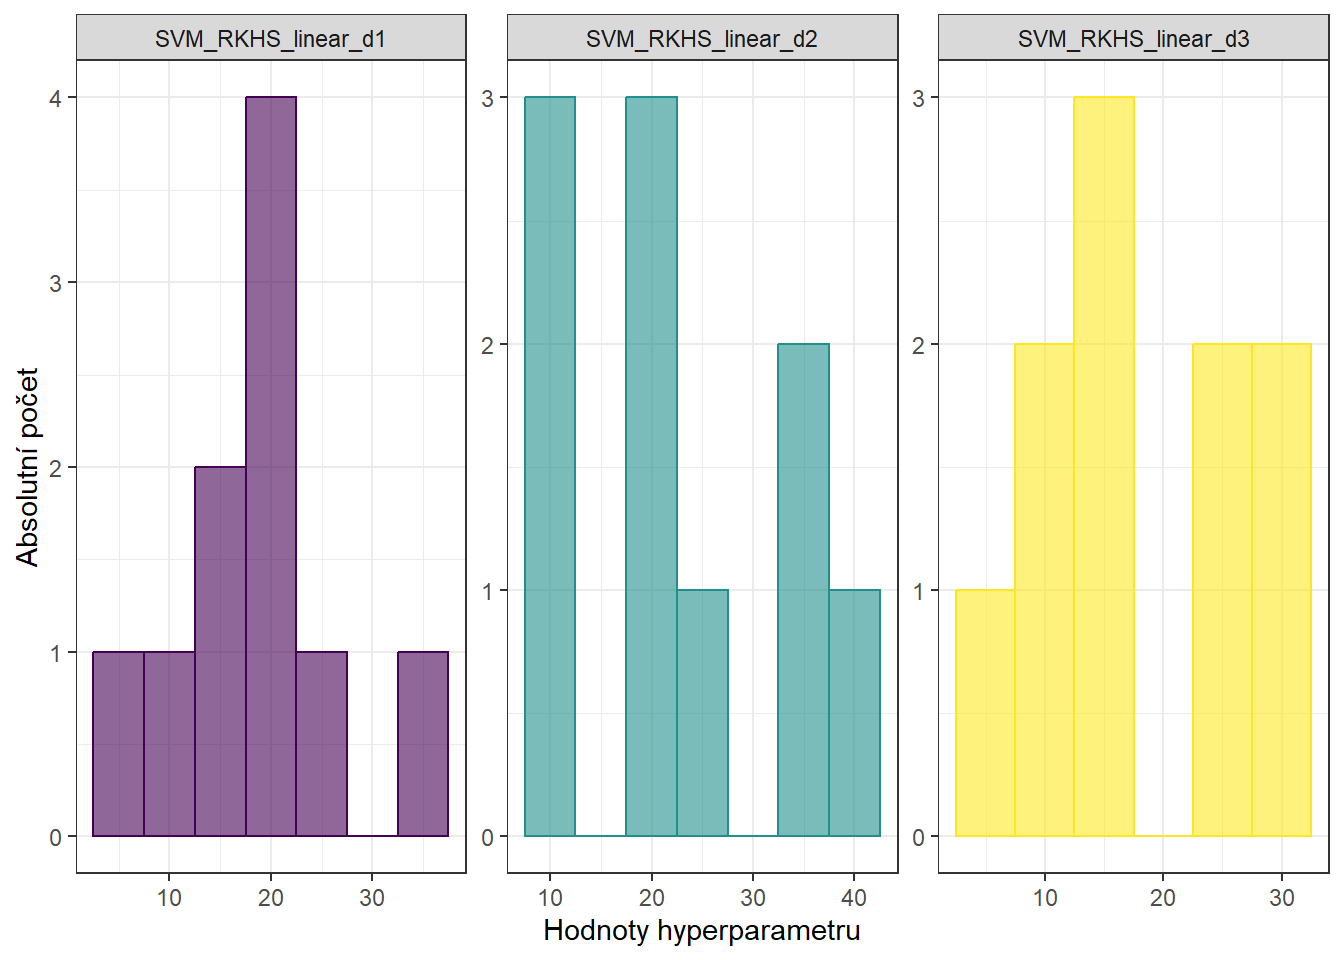 SVM_RKHS_linear_d1 SVM_RKHS_linear_d2 SVM_RKHS_linear_d3
Absolutní počet
4
3
2
1
0
3
2
1
0
3
2
1
0
10 20 30
10 20 30 40
10 20 30
Hodnoty hyperparametru